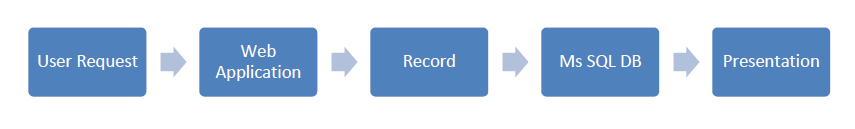 User Request
Web
Application
Record
Ms SQL DB
Presentation